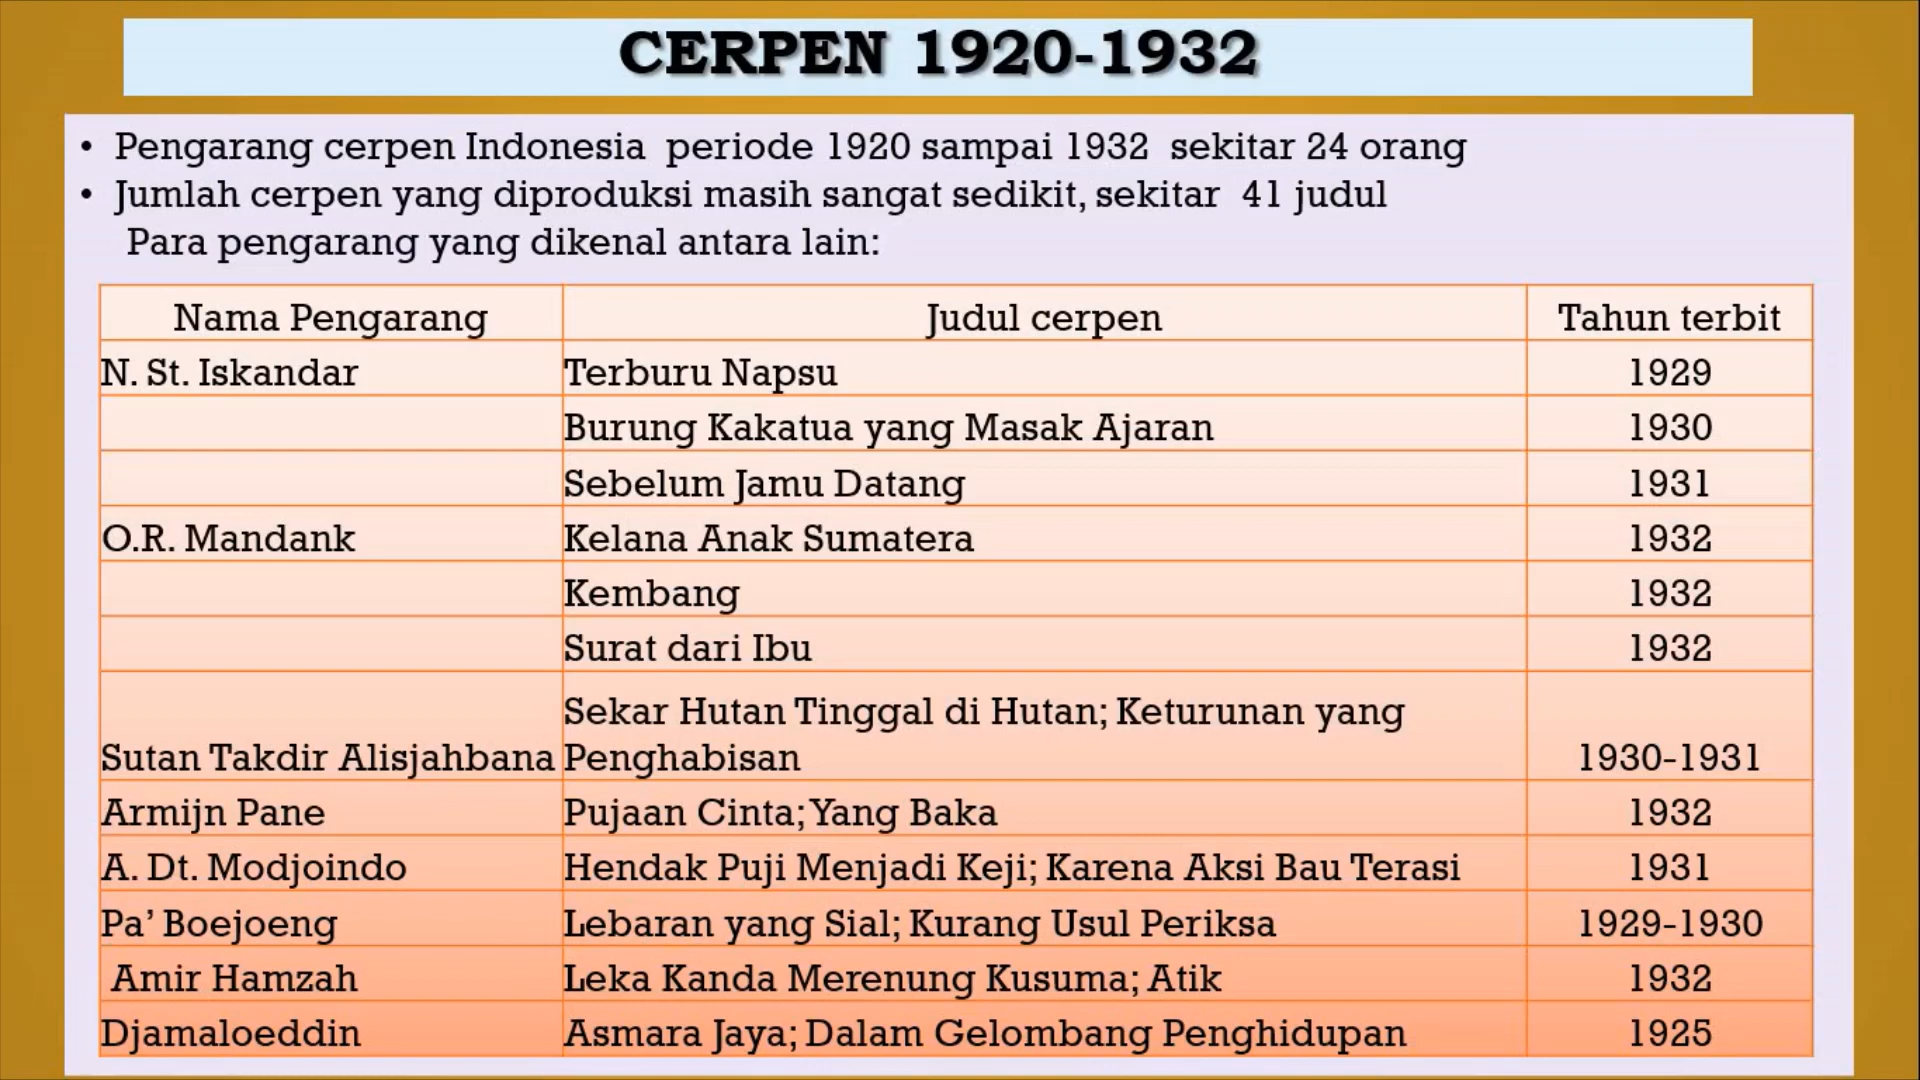 CERPEN 1920-1932
• Pengarang cerpen Indonesia periode 1920 sampai 1932 sekitar 24 orang
• Jumlah cerpen yang diproduksi masih sangat sedikit, sekitar 41 judul
Para pengarang yang dikenal antara lain:
Nama Pengarang Judul cerpen Tahun terbit
N. St. Iskandar Terburu Napsu 1929
Burung Kakatua yang Masak Ajaran 1930
Sebelum Jamu Datang 1931
O.R. Mandank Kelana Anak Sumatera 1932
Kembang 1932
Surat dari Ibu 1932
Sekar Hutan Tinggal di Hutan; Keturunan yang
Sutan Takdir Alisjahbana Penghabisan 1930-1931
Armijn Pane Pujaan Cinta; Yang Baka 1932
A. Dt. Modjoindo Hendak Puji Menjadi Keji; Karena Aksi Bau Terasi 1931
Pa’ Boejoeng Lebaran yang Sial; Kurang Usul Periksa 1929-1930
Amir Hamzah Leka Kanda Merenung Kusuma; Atik 1932
Djamaloeddin Asmara Jaya; Dalam Gelombang Penghidupan 1925